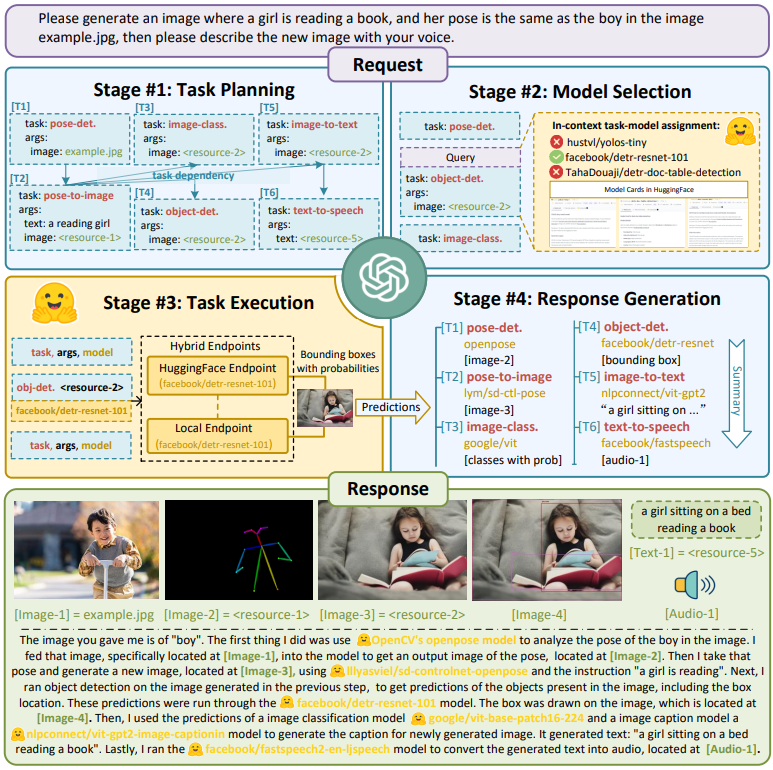 Please generate an image where a girl is reading a book, and her pose is the same as the boy in the image
example.jpg, then please describe the new image with your voice.
Request
Stage #1: Task Planning
[T1]
task: pose-det.
args:
image: example.jpg
[T3]
task: image-class.
args:
image: <resource-2>
[T5]
task: image-to-text
args:
image: <resource-2>
task dependency
[T2]
task: pose-to-image
args:
text: a reading girl
image: <resource-1>
[T4]
task: object-det.
args:
image: <resource-2>
[T6]
task: text-to-speech
args:
text: <resource-5>
Stage #2: Model Selection
task: pose-det.
Query
task: object-det.
args:
image: <resource-2>
task: image-class.
In-context task-model assignment:
hustvl/yolos-tiny
facebook/detr-resnet-101
TahaDouaji/detr-doc-table-detection
Model Cards in HuggingFace
Stage #3: Task Execution
task, args, model
obj-det. <resource-2>
facebook/detr-resnet-101
task, args, model
Hybrid Endpoints
HuggingFace Endpoint
(facebook/detr-resnet-101)
Local Endpoint
(facebook/detr-resnet-101)
Bounding boxes
with probabilities
Predictions
Stage #4: Response Generation
[T1] pose-det.
openpose
[image-2]
[T2] pose-to-image
lym/sd-ctl-pose
[image-3]
[T3] image-class.
google/vit
[classes with prob]
[T4] object-det.
facebook/detr-resnet
[bounding box]
[T5] image-to-text
nlpconnect/vit-gpt2
“a girl sitting on ...”
[T6] text-to-speech
facebook/fastspeech
[audio-1]
Summary
Response
a girl sitting on a bed
reading a book
[Text-1] = <resource-5>
[Image-1] = example.jpg
[Image-2] = <resource-1>
[Image-3] = <resource-2>
[Image-4]
[Audio-1]
The image you gave me is of "boy". The first thing I did was use OpenCV's openpose model to analyze the pose of the boy in the image. I
fed that image, specifically located at [Image-1], into the model to get an output image of the pose, located at [Image-2]. Then I take that
pose and generate a new image, located at [Image-3], using lllyasviel/sd-controlnet-openpose and the instruction "a girl is reading". Next, I
ran object detection on the image generated in the previous step, to get predictions of the objects present in the image, including the box
location. These predictions were run through the facebook/detr-resnet-101 model. The box was drawn on the image, which is located at
[Image-4]. Then, I used the predictions of a image classification model google/vit-base-patch16-224 and a image caption model a
nlpconnect/vit-gpt2-image-captionin model to generate the caption for newly generated image. It generated text: "a girl sitting on a bed
reading a book". Lastly, I ran the facebook/fastspeech2-en-ljspeech model to convert the generated text into audio, located at [Audio-1].